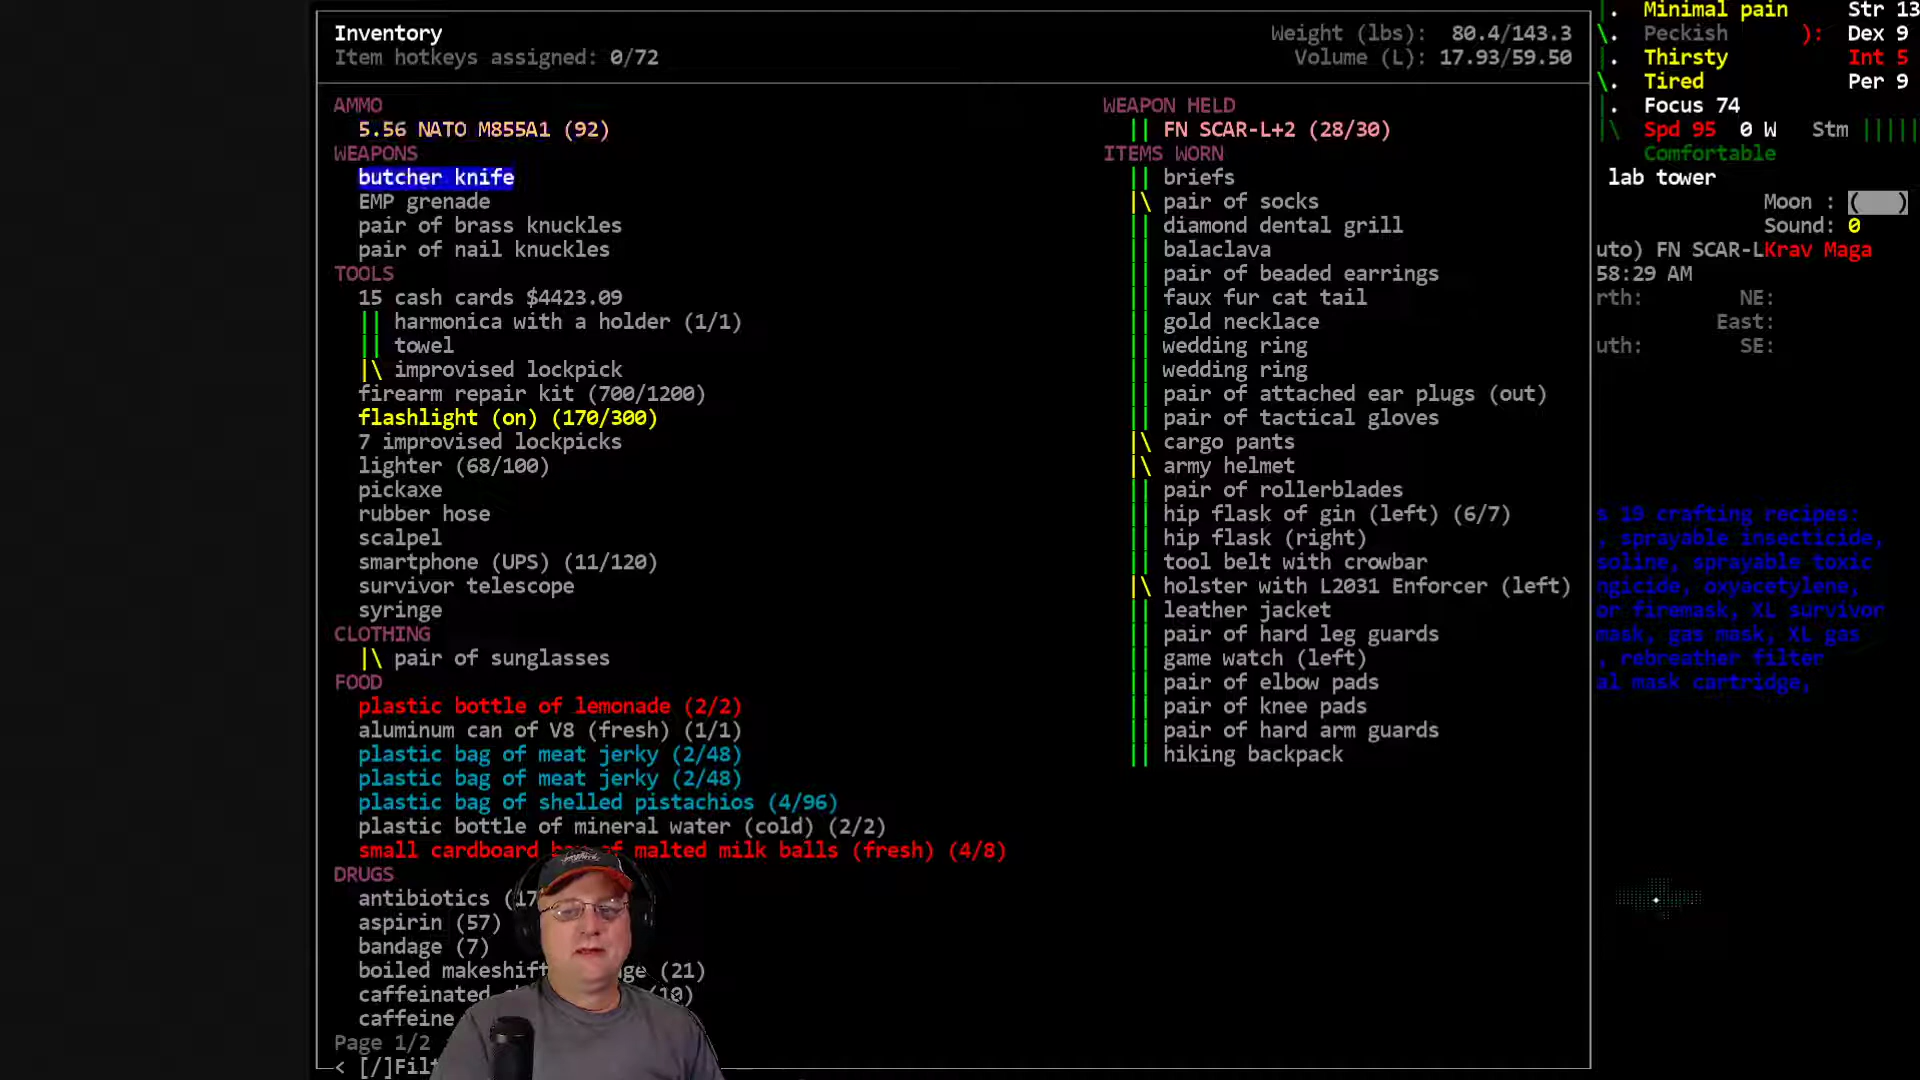 Inventory
Item hotkeys assigned: 0/72
Weight (lbs): 80.4/143.3
Volume (L): 17.93/59.50
AMMO
5.56 NATO M855A1 (92)
WEAPONS
butcher knife
EMP grenade
pair of brass knuckles
pair of nail knuckles
TOOLS
15 cash cards $4423.09
|| harmonica with a holder (1/1)
|| towel
|\ improvised lockpick
firearm repair kit (700/1200)
flashlight (on) (170/300)
7 improvised lockpicks
lighter (68/100)
pickaxe
rubber hose
scalpel
smartphone (UPS) (11/120)
survivor telescope
syringe
CLOTHING
|\ pair of sunglasses
FOOD
plastic bottle of lemonade (2/2)
aluminum can of V8 (fresh) (1/1)
plastic bag of meat jerky (2/48)
plastic bag of meat jerky (2/48)
plastic bag of shelled pistachios (4/96)
plastic bottle of mineral water (cold) (2/2)
small cardboard of malted milk balls (fresh) (4/8)
DRUGS
antibiotics (17
aspirin (57)
bandage (7)
boiled makeshift ge (21)
caffeinated (10)
caffeine
Page 1/2
< [/]Filt
WEAPON HELD
|| FN SCAR-L+2 (28/30)
ITEMS WORN
|| briefs
|\ pair of socks
|| diamond dental grill
|| balaclava
|| pair of beaded earrings
|| faux fur cat tail
|| gold necklace
|| wedding ring
|| wedding ring
|| pair of attached ear plugs (out)
|| pair of tactical gloves
|\ cargo pants
|\ army helmet
|| pair of rollerblades
|| hip flask of gin (left) (6/7)
|| hip flask (right)
|| tool belt with crowbar
|\ holster with L2031 Enforcer (left)
|| leather jacket
|| pair of hard leg guards
|| game watch (left)
|| pair of elbow pads
|| pair of knee pads
|| pair of hard arm guards
|| hiking backpack
|. Minimal pain Str 13
\. Peckish ): Dex 9
|. Thirsty Int 5
\. Tired Per 9
|. Focus 74
|\ Spd 95 0 W Stm |||||
Comfortable
lab tower
Moon : ( )
Sound: 0
uto) FN SCAR-LKrav Maga
58:29 AM
rth: NE:
East:
uth: SE:
s 19 crafting recipes:
, sprayable insecticide,
soline, sprayable toxic
ngicide, oxyacetylene,
or firemask, XL survivor
mask, gas mask, XL gas
, rebreather filter
al mask cartridge,